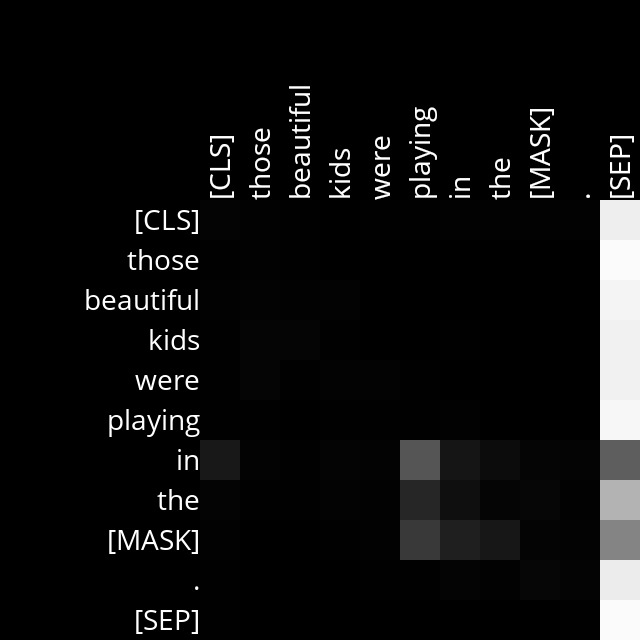 [CLS] those beautiful kids were playing in the [MASK] . [SEP]
[CLS]
those
beautiful
kids
were
playing
in
the
[MASK]
.
[SEP]